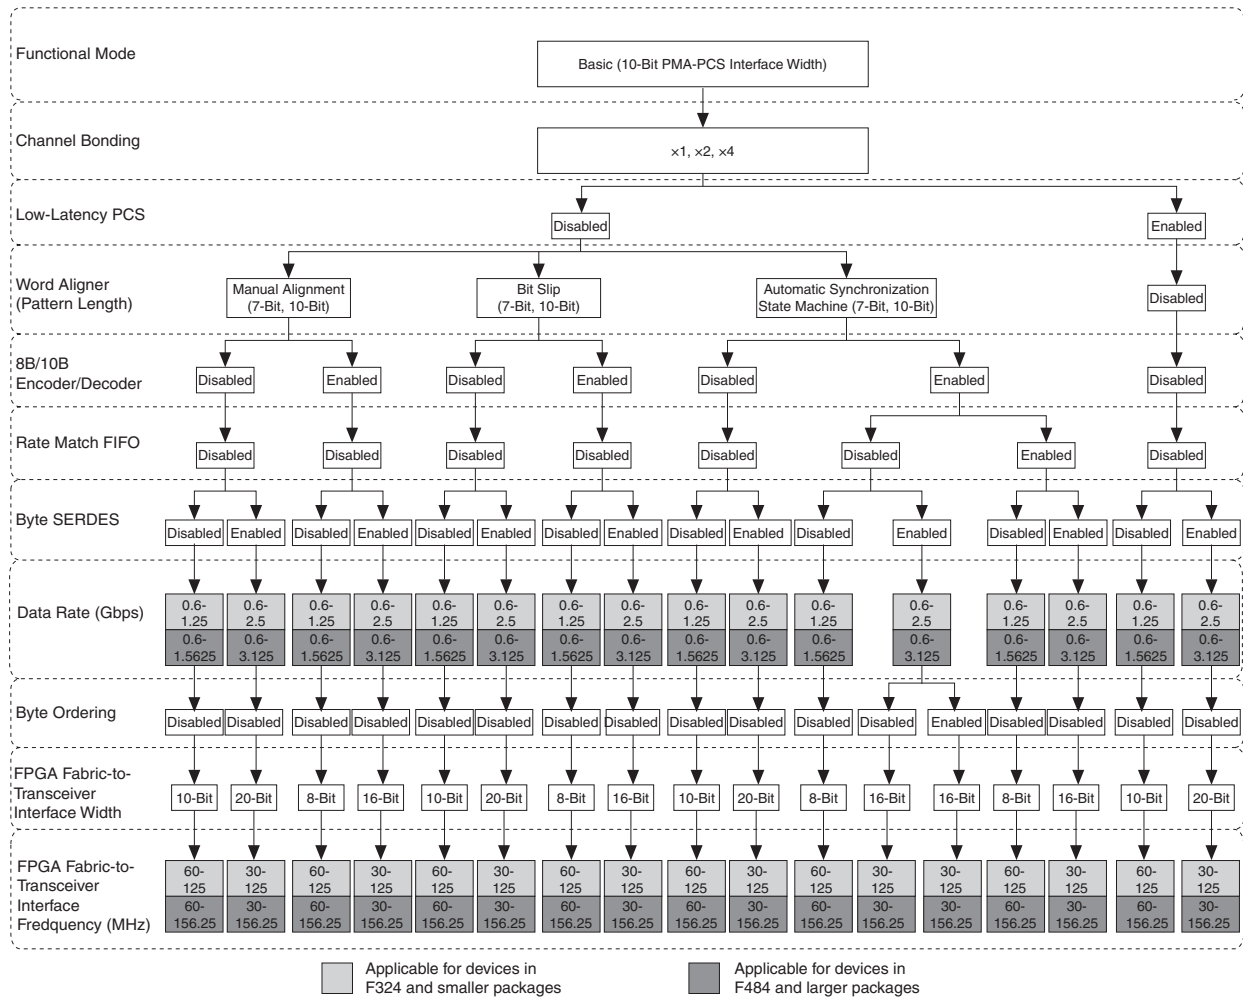 Functional Mode
Basic (10-Bit PMA-PCS Interface Width)
Channel Bonding
×1, ×2, ×4
Low-Latency PCS
Disabled Enabled
Word Aligner
(Pattern Length)
Manual Alignment
(7-Bit, 10-Bit)
Bit Slip
(7-Bit, 10-Bit)
Automatic Synchronization
State Machine (7-Bit, 10-Bit)
Disabled
8B/10B
Encoder/Decoder
Disabled Enabled Disabled Enabled Disabled Enabled Disabled
Rate Match FIFO
Disabled Disabled Disabled Disabled Disabled Disabled Enabled Disabled
Byte SERDES
Disabled Enabled Disabled Enabled Disabled Enabled Disabled Enabled Disabled Enabled Disabled Enabled Disabled Enabled Disabled Enabled
Data Rate (Gbps)
0.6- 0.6- 0.6- 0.6- 0.6- 0.6- 0.6- 0.6- 0.6- 0.6- 0.6- 0.6- 0.6- 0.6- 0.6- 0.6-
1.25 2.5 1.25 2.5 1.25 2.5 1.25 2.5 1.25 2.5 1.25 2.5 1.25 2.5 1.25 2.5
0.6- 0.6- 0.6- 0.6- 0.6- 0.6- 0.6- 0.6- 0.6- 0.6- 0.6- 0.6- 0.6- 0.6- 0.6- 0.6-
1.5625 3.125 1.5625 3.125 1.5625 3.125 1.5625 3.125 1.5625 3.125 1.5625 3.125 1.5625 3.125 1.5625 3.125
Byte Ordering
Disabled Disabled Disabled Disabled Disabled Disabled Disabled Disabled Disabled Disabled Disabled Disabled Enabled Disabled Disabled Disabled Disabled
FPGA Fabric-to-
Transceiver
Interface Width
10-Bit 20-Bit 8-Bit 16-Bit 10-Bit 20-Bit 8-Bit 16-Bit 10-Bit 20-Bit 8-Bit 16-Bit 16-Bit 8-Bit 16-Bit 10-Bit 20-Bit
FPGA Fabric-to-
Transceiver
Interface
Fredquency (MHz)
60- 30- 60- 30- 60- 30- 60- 30- 60- 30- 60- 30- 30- 60- 30- 60- 30-
125 125 125 125 125 125 125 125 125 125 125 125 125 125 125 125 125
60- 30- 60- 30- 60- 30- 60- 30- 60- 30- 60- 30- 30- 60- 30- 60- 30-
156.25 156.25 156.25 156.25 156.25 156.25 156.25 156.25 156.25 156.25 156.25 156.25 156.25 156.25 156.25 156.25 156.25
Applicable for devices in
F324 and smaller packages
Applicable for devices in
F484 and larger packages